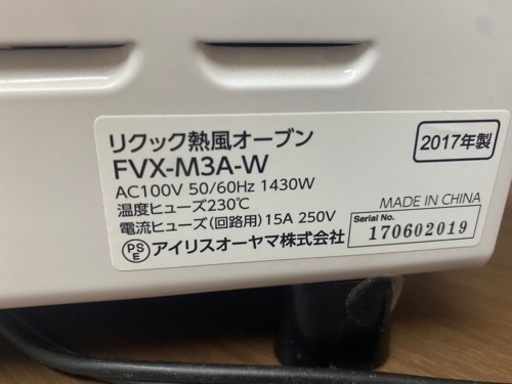 リクック熱風オーブン
2017年製
FVX-M3A-W
AC100V 50/60Hz 1430W
温度ヒューズ230℃
MADE IN CHINA
電流ヒューズ(回路用)15A 250V
Serial No.
170602019
PSE アイリスオーヤマ株式会社